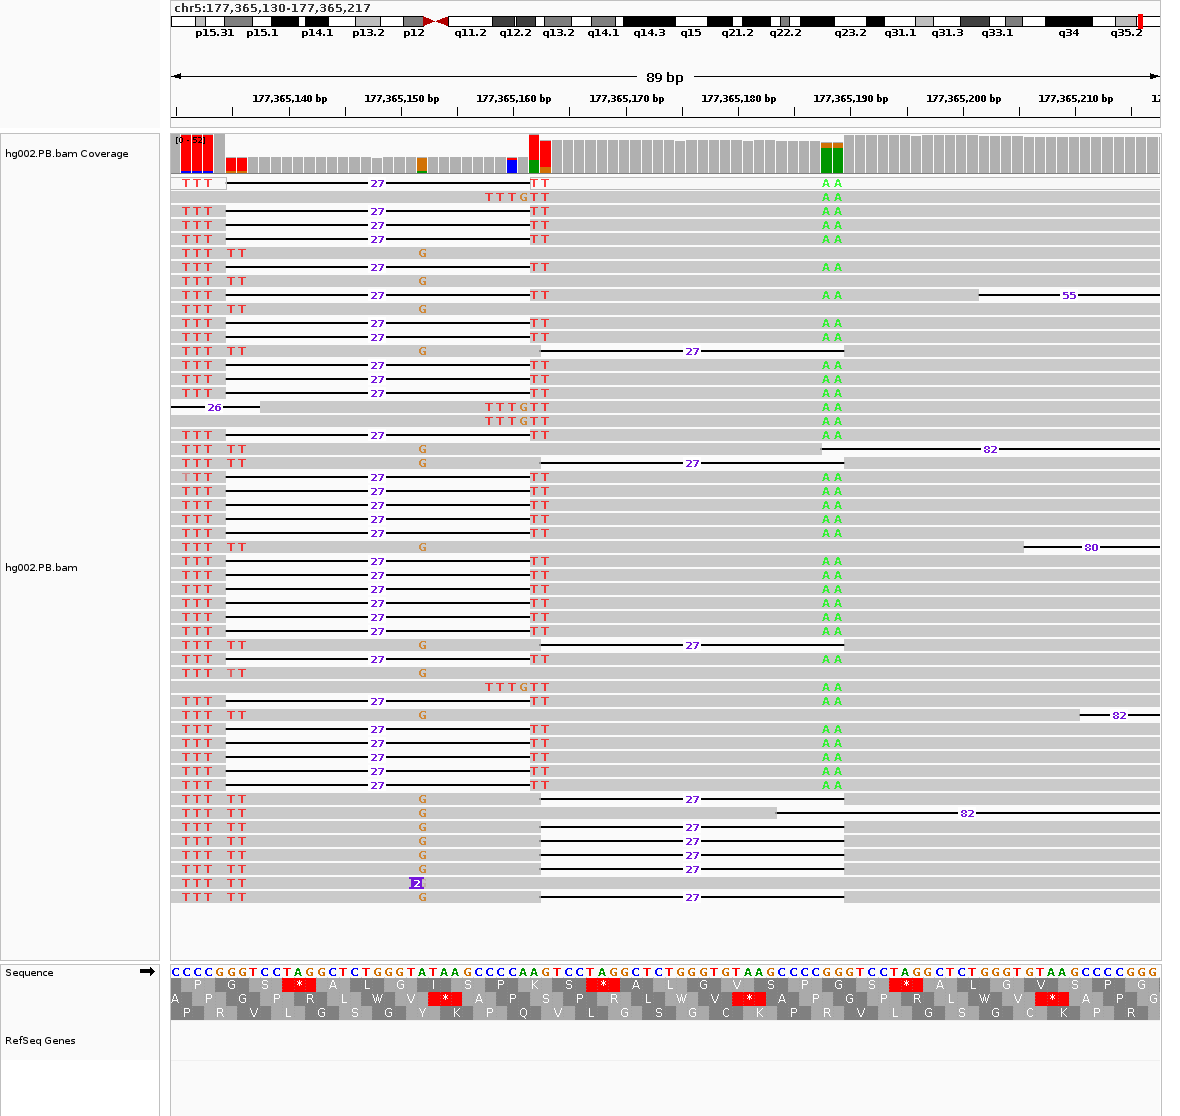 chr5:177,365,130-177,365,217
p15.31 p15.1 p14.1 p13.2 p12 q11.2 q12.2 q13.2 q14.1 q14.3 q15 q21.2 q22.2 q23.2 q31.1 q31.3 q33.1 q34 q35.2
89 bp
177,365,140 bp 177,365,150 bp 177,365,160 bp 177,365,170 bp 177,365,180 bp 177,365,190 bp 177,365,200 bp 177,365,210 bp 17
[0 - 52]
hg002.PB.bam Coverage
T T T 27 T T A A
T T T G T T A A
T T T 27 T T A A
T T T 27 T T A A
T T T 27 T T A A
T T T T T G
T T T 27 T T A A
T T T T T G
T T T 27 T T A A 55
T T T T T G
T T T 27 T T A A
T T T 27 T T A A
T T T T T G 27
T T T 27 T T A A
T T T 27 T T A A
T T T 27 T T A A
26 T T T G T T A A
T T T G T T A A
T T T 27 T T A A
T T T T T G 82
T T T T T G 27
T T T 27 T T A A
T T T 27 T T A A
T T T 27 T T A A
T T T 27 T T A A
T T T 27 T T A A
T T T T T G 80
hg002.PB.bam
T T T 27 T T A A
T T T 27 T T A A
T T T 27 T T A A
T T T 27 T T A A
T T T 27 T T A A
T T T 27 T T A A
T T T T T G 27
T T T 27 T T A A
T T T T T G
T T T G T T A A
T T T 27 T T A A
T T T T T G 82
T T T 27 T T A A
T T T 27 T T A A
T T T 27 T T A A
T T T 27 T T A A
T T T 27 T T A A
T T T T T G 27
T T T T T G 82
T T T T T G 27
T T T T T G 27
T T T T T G 27
T T T T T G 27
T T T T T 2
T T T T T G 27
Sequence
C C C C G G G T C C T A G G C T C T G G G T A T A A G C C C C A A G T C C T A G G C T C T G G G T G T A A G C C C C G G G T C C T A G G C T C T G G G T G T A A G C C C C G G G
P G S * A L G I S P K S * A L G V S P G S * A L G V S P G
A P G P R L W V * A P S P R L W V * A P G P R L W V * A P G
P R V L G S G Y K P Q V L G S G C K P R V L G S G C K P R
RefSeq Genes